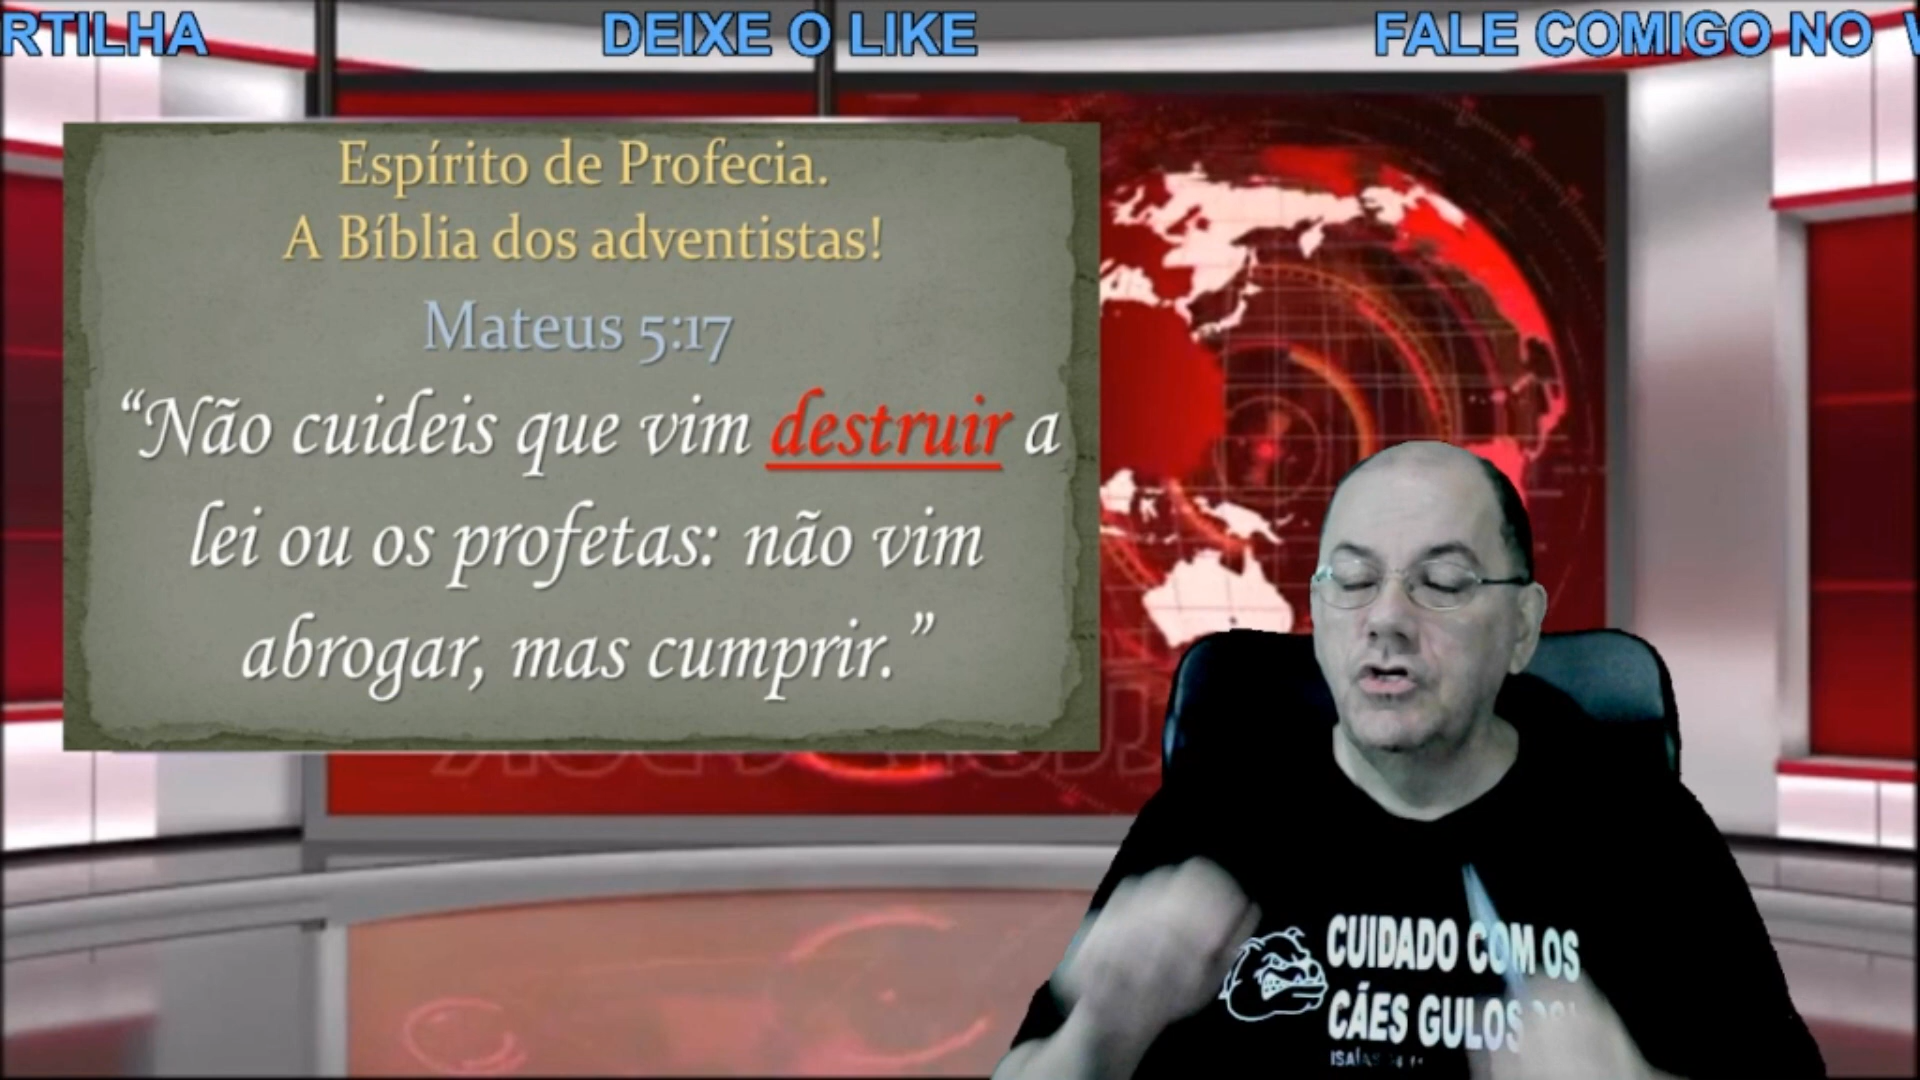 RTILHA DEIXE O LIKE FALE COMIGO NO
Espírito de Profecia.
A Bíblia dos adventistas!
Mateus 5:17
“Não cuideis que vim destruir a
lei ou os profetas: não vim
abrogar, mas cumprir.”
CUIDADO COM OS
CÁES GULOS